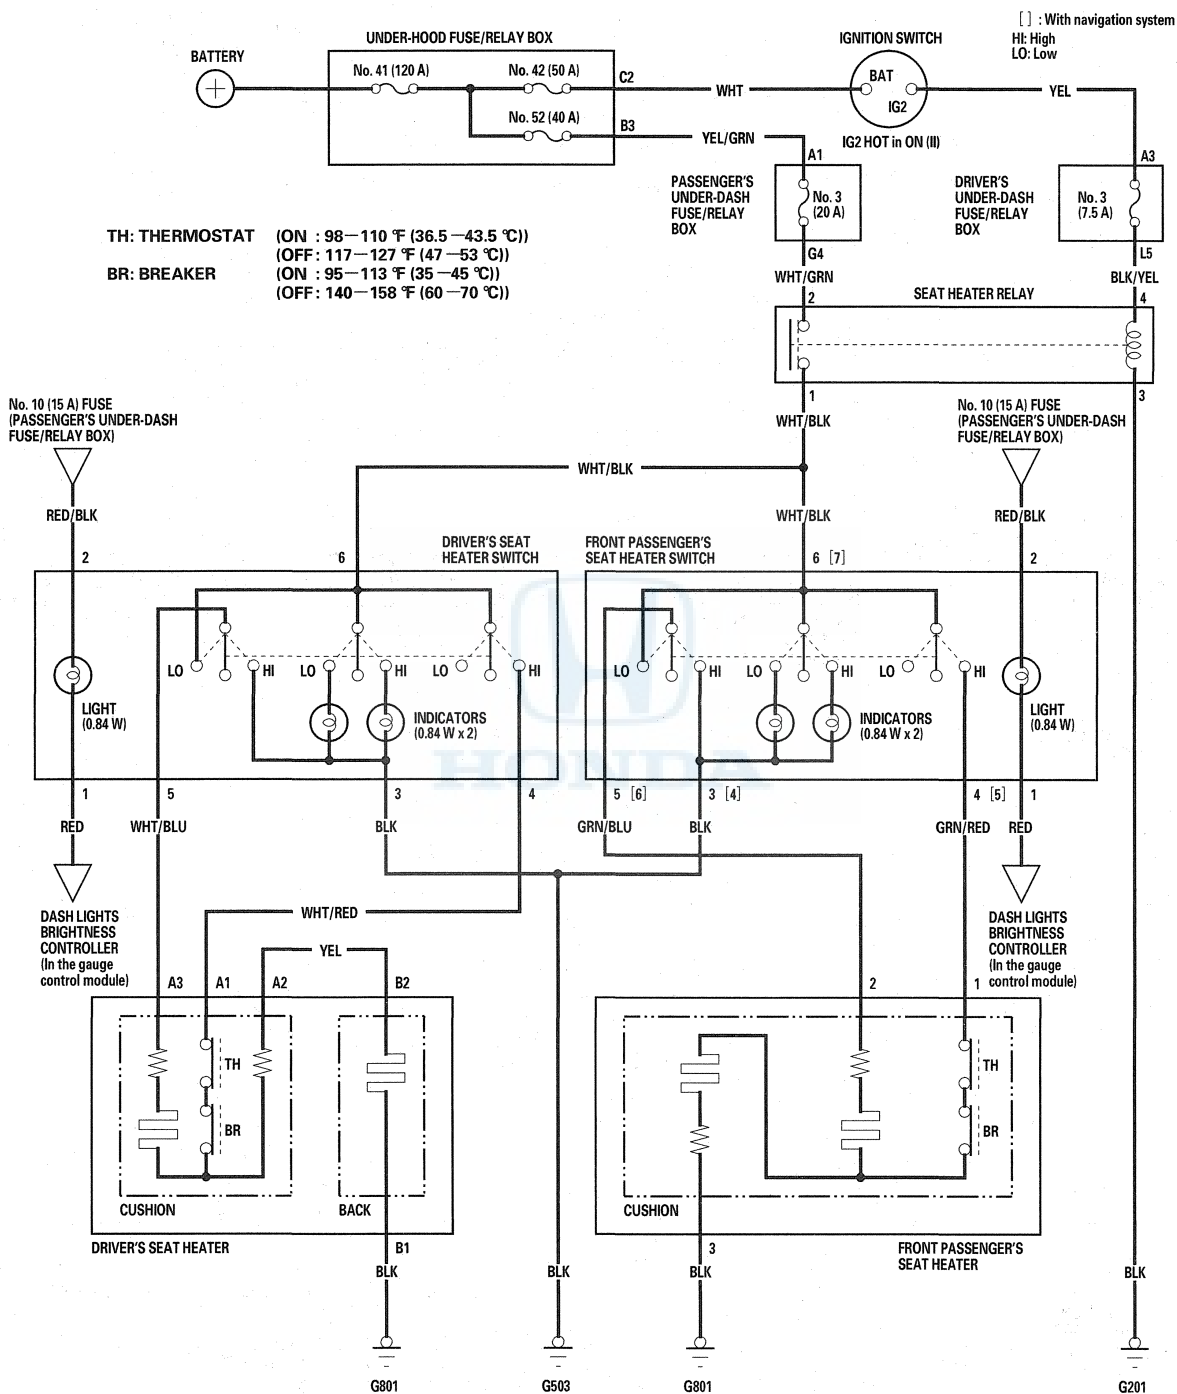 [ ] : With navigation system
HI: High
LO: Low
UNDER-HOOD FUSE/RELAY BOX
IGNITION SWITCH
BATTERY
No. 41 (120 A)
No. 42 (50 A)
C2
WHT
BAT
IG2
YEL
No. 52 (40 A)
B3
YEL/GRN
IG2 HOT in ON (II)
A1
A3
PASSENGER'S
UNDER-DASH
FUSE/RELAY
BOX
No. 3
(20 A)
DRIVER'S
UNDER-DASH
FUSE/RELAY
BOX
No. 3
(7.5 A)
TH: THERMOSTAT (ON : 98—110 °F (36.5 —43.5 °C))
(OFF: 117—127 °F (47 —53 °C))
BR: BREAKER (ON : 95—113 °F (35 —45 °C))
(OFF: 140—158 °F (60—70 °C))
G4
L5
WHT/GRN
BLK/YEL
2
SEAT HEATER RELAY
4
1
3
WHT/BLK
No. 10 (15 A) FUSE
(PASSENGER'S UNDER-DASH
FUSE/RELAY BOX)
No. 10 (15 A) FUSE
(PASSENGER'S UNDER-DASH
FUSE/RELAY BOX)
WHT/BLK
RED/BLK
WHT/BLK
RED/BLK
2
6
DRIVER'S SEAT
HEATER SWITCH
FRONT PASSENGER'S
SEAT HEATER SWITCH
6 [7]
2
LO
HI
LO
HI
LO
HI
LO
HI
LO
HI
LO
HI
LIGHT
(0.84 W)
INDICATORS
(0.84 W x 2)
INDICATORS
(0.84 W x 2)
LIGHT
(0.84 W)
HONDA
1
5
3
4
5 [6]
3 [4]
4 [5]
1
RED
WHT/BLU
BLK
GRN/BLU
BLK
GRN/RED
RED
DASH LIGHTS
BRIGHTNESS
CONTROLLER
(In the gauge
control module)
WHT/RED
YEL
DASH LIGHTS
BRIGHTNESS
CONTROLLER
(In the gauge
control module)
A3
A1
A2
B2
2
1
TH
BR
TH
BR
CUSHION
BACK
CUSHION
DRIVER'S SEAT HEATER
B1
3
FRONT PASSENGER'S
SEAT HEATER
BLK
BLK
BLK
BLK
G801
G503
G801
G201